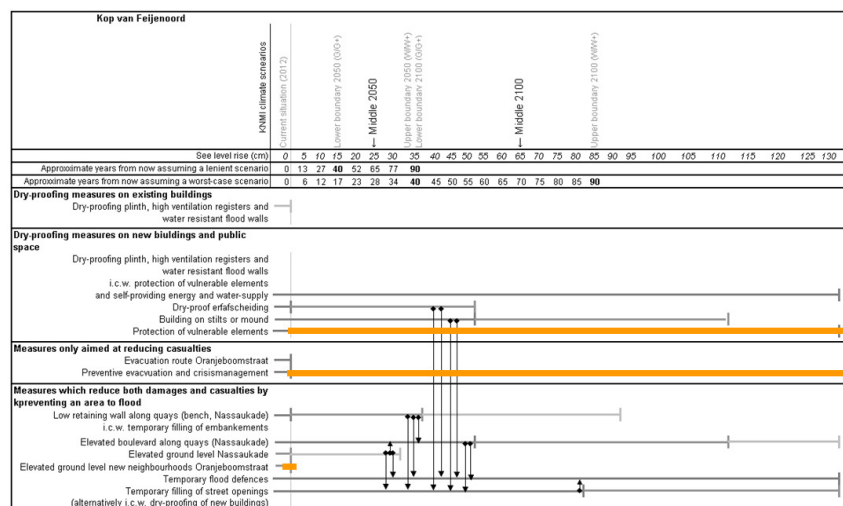 Kop van Feijenoord
KNMI climate scnearios
Current situation (2012)
Lower boundary 2050 (G/G+)
→Middle 2050
Upper boundary 2050 (W/W+)
Lower boundary 2100 (G/G+)
→Middle 2100
Upper boundary 2100 (W/W+)
See level rise (cm) 0 5 10 15 20 25 30 35 40 45 50 55 60 65 70 75 80 85 90 95 100 105 110 115 120 125 130
Approximate years from now assuming a lenient scenario 0 13 27 40 52 65 77 90
Approximate years from now assuming a worst-case scenario 0 6 12 17 23 28 34 40 45 50 55 60 65 70 75 80 85 90
Dry-proofing measures on existing buildings
Dry-proofing plinth, high ventilation registers and
water resistant flood walls
Dry-proofing measures on new biuldings and public
space
Dry-proofing plinth, high ventilation registers and
water resistant flood walls
i.c.w. protection of vulnerable elements
and self-providing energy and water-supply
Dry-proof erfafscheiding
Building on stilts or mound
Protection of vulnerable elements
Measures only aimed at reducing casualties
Evacuation route Oranjeboomstraat
Preventive evacvuation and crisismanagement
Measures which reduce both damages and casualties by
kpreventing an area to flood
Low retaining wall along quays (bench, Nassaukade)
i.c.w. temporary filling of embankements
Elevated boulevard along quays (Nassaukade)
Elevated ground level Nassaukade
Elevated ground level new neighbourhoods Oranjeboomstraat
Temporary flood defences
Temporary filling of street openings
(alternatively i.c.w. dry-proofing of new buildings)